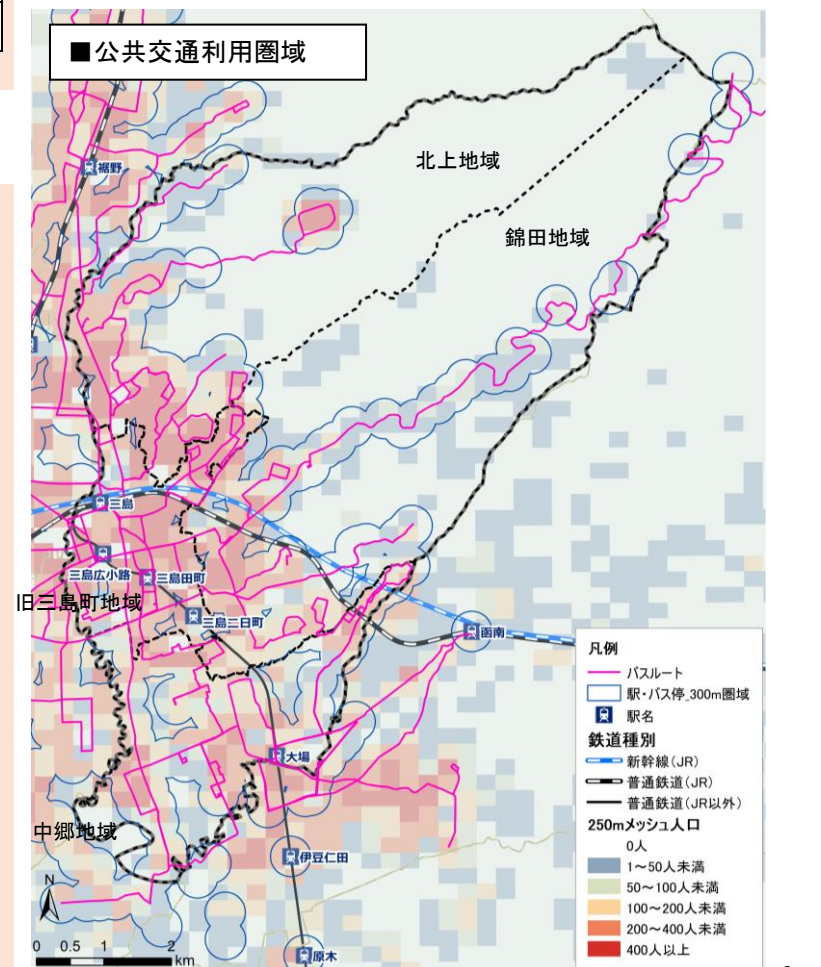 ■公共交通利用圏域
北上地域
裾野
錦田地域
三島
三島広小路
三島田町
旧三島町地域
三島二日町
函南
大場
中郷地域
伊豆仁田
原木
N
0 0.5 1 2
km
凡例
バスルート
駅・バス停_300m圏域
駅名
鉄道種別
新幹線(JR)
普通鉄道(JR)
普通鉄道(JR以外)
250mメッシュ人口
0人
1~50人未満
50~100人未満
100~200人未満
200~400人未満
400人以上